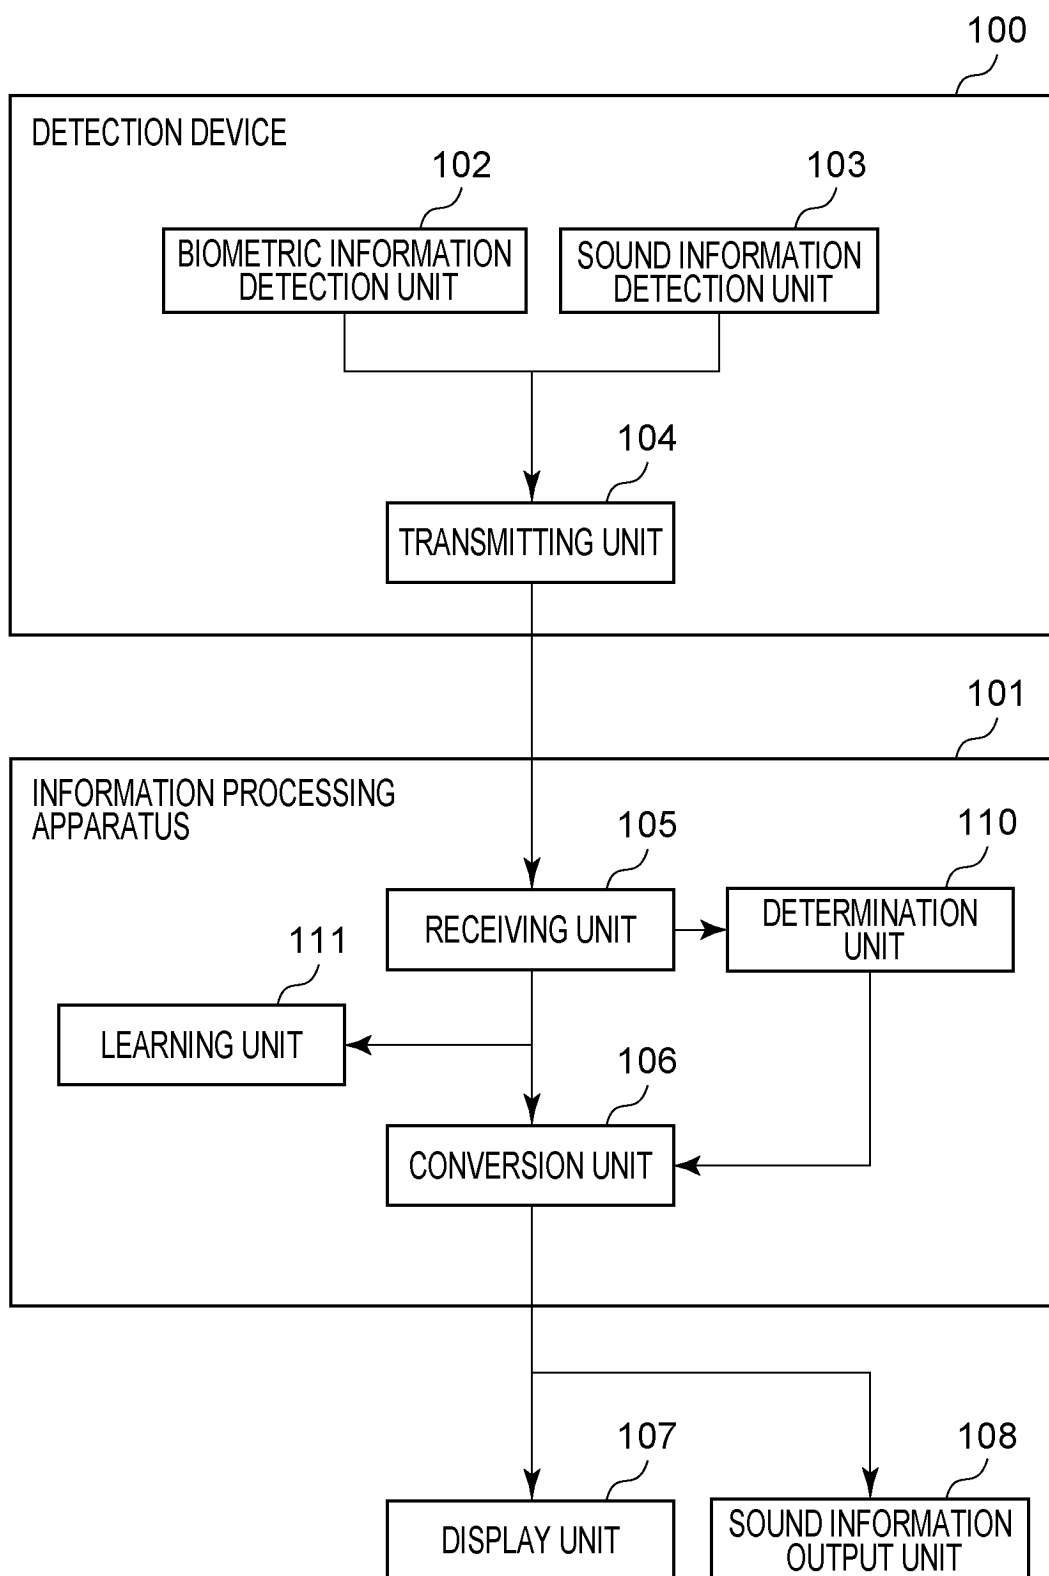 100
DETECTION DEVICE
102
103
BIOMETRIC INFORMATION
DETECTION UNIT
SOUND INFORMATION
DETECTION UNIT
104
TRANSMITTING UNIT
101
INFORMATION PROCESSING
APPARATUS
105
110
RECEIVING UNIT
DETERMINATION
UNIT
111
LEARNING UNIT
106
CONVERSION UNIT
107
108
DISPLAY UNIT
SOUND INFORMATION
OUTPUT UNIT